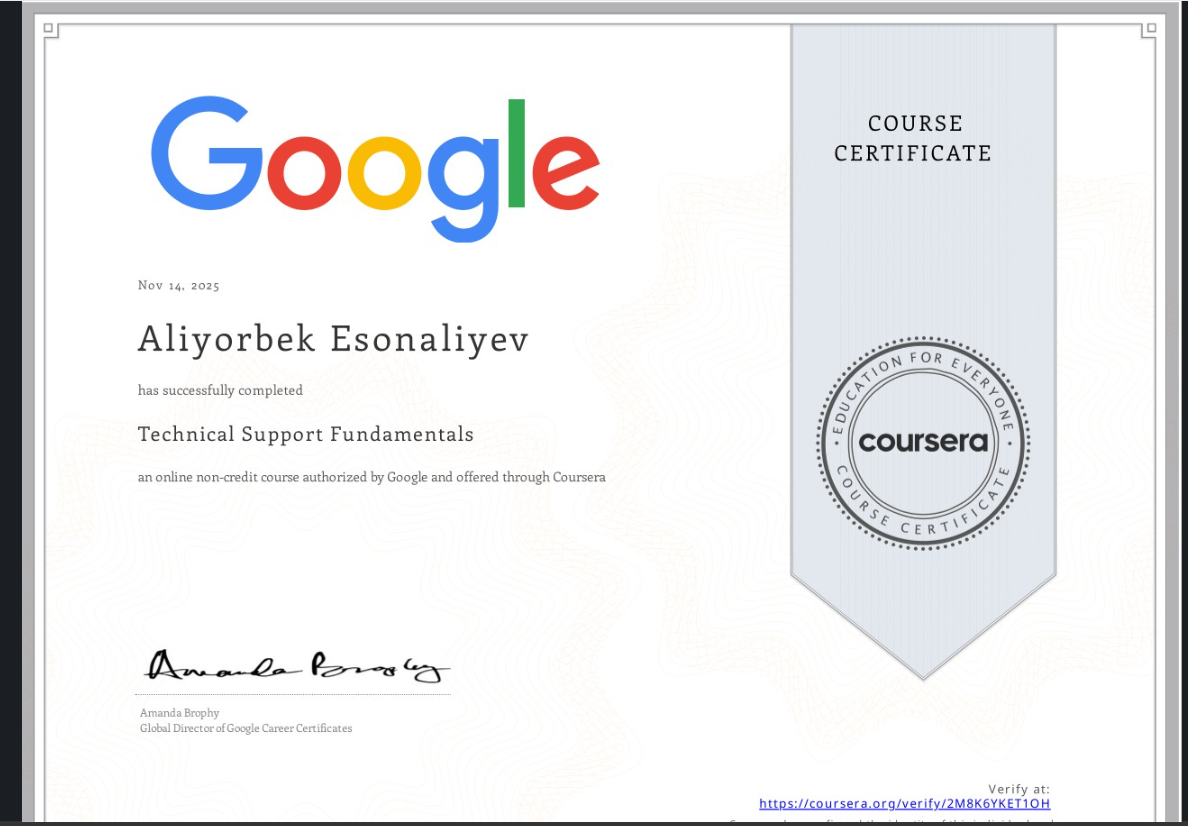 Google
COURSE
CERTIFICATE
Nov 14, 2025
Aliyorbek Esonaliyev
has successfully completed
Technical Support Fundamentals
an online non-credit course authorized by Google and offered through Coursera
EDUCATION FOR EVERYONE
coursera
COURSE CERTIFICATE
Amanda Brophy
Amanda Brophy
Global Director of Google Career Certificates
Verify at:
https://coursera.org/verify/2M8K6YKET1OH